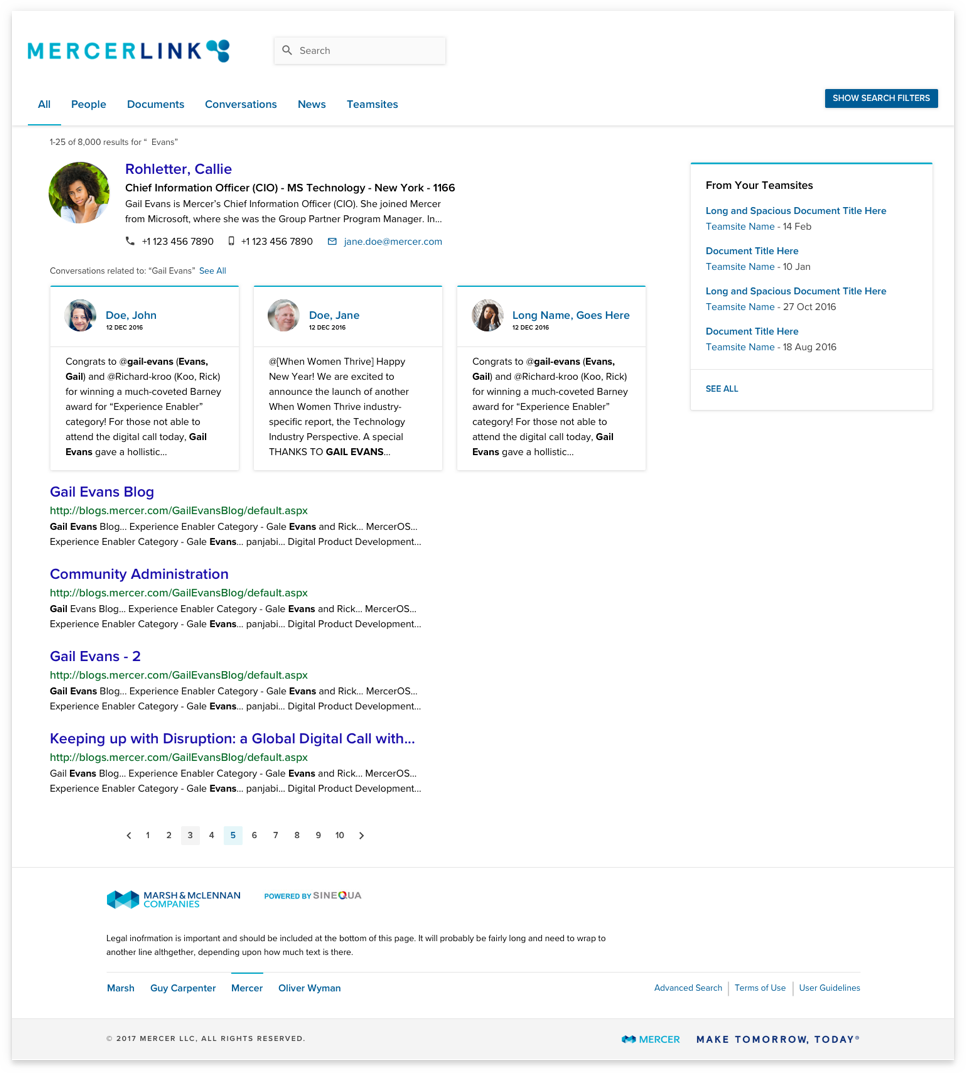 MERCERLINK
Search
All People Documents Conversations News Teamsites
SHOW SEARCH FILTERS
1-25 of 8,000 results for “ Evans”
Rohletter, Callie
Chief Information Officer (CIO) - MS Technology - New York - 1166
Gail Evans is Mercer’s Chief Information Officer (CIO). She joined Mercer
from Microsoft, where she was the Group Partner Program Manager. In...
+1 123 456 7890 +1 123 456 7890 jane.doe@mercer.com
Conversations related to: “Gail Evans” See All
Doe, John
12 DEC 2016
Congrats to @gail-evans (Evans,
Gail) and @Richard-kroo (Koo, Rick)
for winning a much-coveted Barney
award for “Experience Enabler”
category! For those not able to
attend the digital call today, Gail
Evans gave a hollistic...
Doe, Jane
12 DEC 2016
@[When Women Thrive] Happy
New Year! We are excited to
announce the launch of another
When Women Thrive industry-
specific report, the Technology
Industry Perspective. A special
THANKS TO GAIL EVANS...
Long Name, Goes Here
12 DEC 2016
Congrats to @gail-evans (Evans,
Gail) and @Richard-kroo (Koo, Rick)
for winning a much-coveted Barney
award for “Experience Enabler”
category! For those not able to
attend the digital call today, Gail
Evans gave a hollistic...
From Your Teamsites
Long and Spacious Document Title Here
Teamsite Name - 14 Feb
Document Title Here
Teamsite Name - 10 Jan
Long and Spacious Document Title Here
Teamsite Name - 27 Oct 2016
Document Title Here
Teamsite Name - 18 Aug 2016
SEE ALL
Gail Evans Blog
http://blogs.mercer.com/GailEvansBlog/default.aspx
Gail Evans Blog... Experience Enabler Category - Gale Evans and Rick... MercerOS...
Experience Enabler Category - Gale Evans... panjabi... Digital Product Development...
Community Administration
http://blogs.mercer.com/GailEvansBlog/default.aspx
Gail Evans Blog... Experience Enabler Category - Gale Evans and Rick... MercerOS...
Experience Enabler Category - Gale Evans... panjabi... Digital Product Development...
Gail Evans - 2
http://blogs.mercer.com/GailEvansBlog/default.aspx
Gail Evans Blog... Experience Enabler Category - Gale Evans and Rick... MercerOS...
Experience Enabler Category - Gale Evans... panjabi... Digital Product Development...
Keeping up with Disruption: a Global Digital Call with...
http://blogs.mercer.com/GailEvansBlog/default.aspx
Gail Evans Blog... Experience Enabler Category - Gale Evans and Rick... MercerOS...
Experience Enabler Category - Gale Evans... panjabi... Digital Product Development...
1 2 3 4 5 6 7 8 9 10
MARSH & McLENNAN
COMPANIES
POWERED BY SINEQUA
Legal inofrmation is important and should be included at the bottom of this page. It will probably be fairly long and need to wrap to
another line althgether, depending upon how much text is there.
Marsh Guy Carpenter Mercer Oliver Wyman
Advanced Search Terms of Use User Guidelines
© 2017 MERCER LLC, ALL RIGHTS RESERVED.
MERCER MAKE TOMORROW, TODAY®